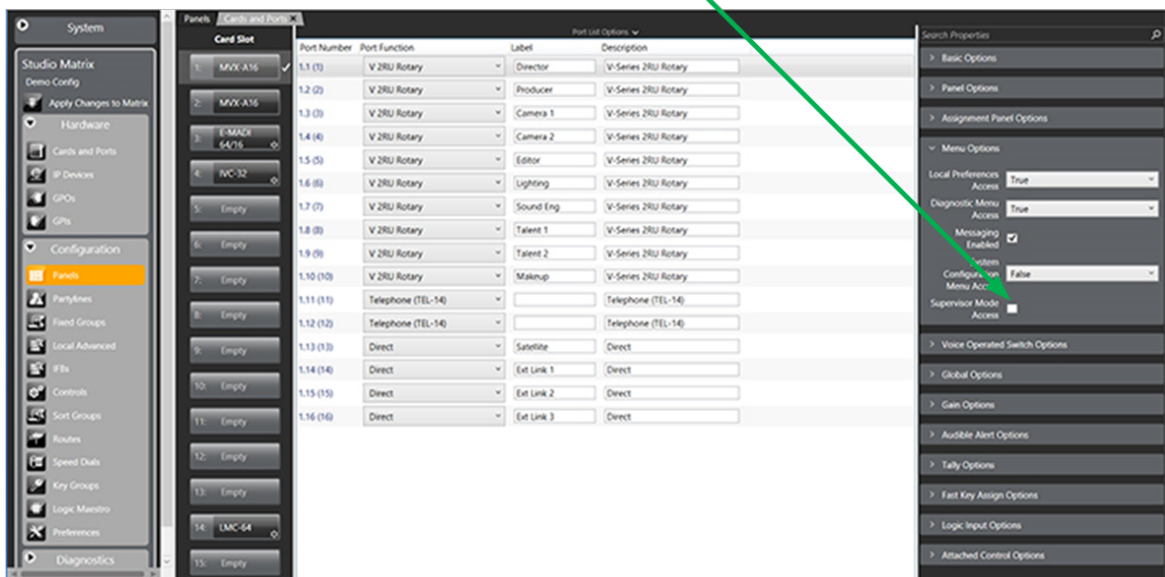 System
Studio Matrix
Demo Config
Apply Changes to Matrix
Hardware
Cards and Ports
IP Devices
GPOs
GPIs
Configuration
Panels
Partylines
Fixed Groups
Local Advanced
IFBs
Controls
Sort Groups
Routes
Speed Dials
Key Groups
Logic Maestro
Preferences
Diagnostics
Panels Cards and Ports
Card Slot
1: MVX-A16
2: MVX-A16
3: E-MADI 64/16
4: IVC-32
5: Empty
6: Empty
7: Empty
8: Empty
9: Empty
10: Empty
11: Empty
12: Empty
13: Empty
14: LMC-64
15: Empty
Port List Options
Port Number Port Function Label Description
1.1 (1) V 2RU Rotary Director V-Series 2RU Rotary
1.2 (2) V 2RU Rotary Producer V-Series 2RU Rotary
1.3 (3) V 2RU Rotary Camera 1 V-Series 2RU Rotary
1.4 (4) V 2RU Rotary Camera 2 V-Series 2RU Rotary
1.5 (5) V 2RU Rotary Editor V-Series 2RU Rotary
1.6 (6) V 2RU Rotary Lighting V-Series 2RU Rotary
1.7 (7) V 2RU Rotary Sound Eng V-Series 2RU Rotary
1.8 (8) V 2RU Rotary Talent 1 V-Series 2RU Rotary
1.9 (9) V 2RU Rotary Talent 2 V-Series 2RU Rotary
1.10 (10) V 2RU Rotary Makeup V-Series 2RU Rotary
1.11 (11) Telephone (TEL-14) Telephone (TEL-14)
1.12 (12) Telephone (TEL-14) Telephone (TEL-14)
1.13 (13) Direct Satellite Direct
1.14 (14) Direct Ext Link 1 Direct
1.15 (15) Direct Ext Link 2 Direct
1.16 (16) Direct Ext Link 3 Direct
Search Properties
Basic Options
Panel Options
Assignment Panel Options
Menu Options
Local Preferences
Access True
Diagnostic Menu
Access True
Messaging
Enabled
System
Configuration False
Menu Access
Supervisor Mode
Access
Voice Operated Switch Options
Global Options
Gain Options
Audible Alert Options
Tally Options
Fast Key Assign Options
Logic Input Options
Attached Control Options